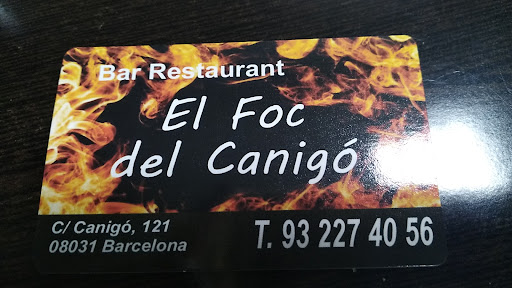 Bar Restaurant
El Foc
del Canigó
C/ Canigó, 121
08031 Barcelona
T. 93 227 40 56